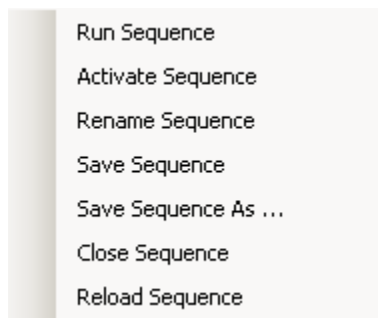 Run Sequence
Activate Sequence
Rename Sequence
Save Sequence
Save Sequence As ...
Close Sequence
Reload Sequence